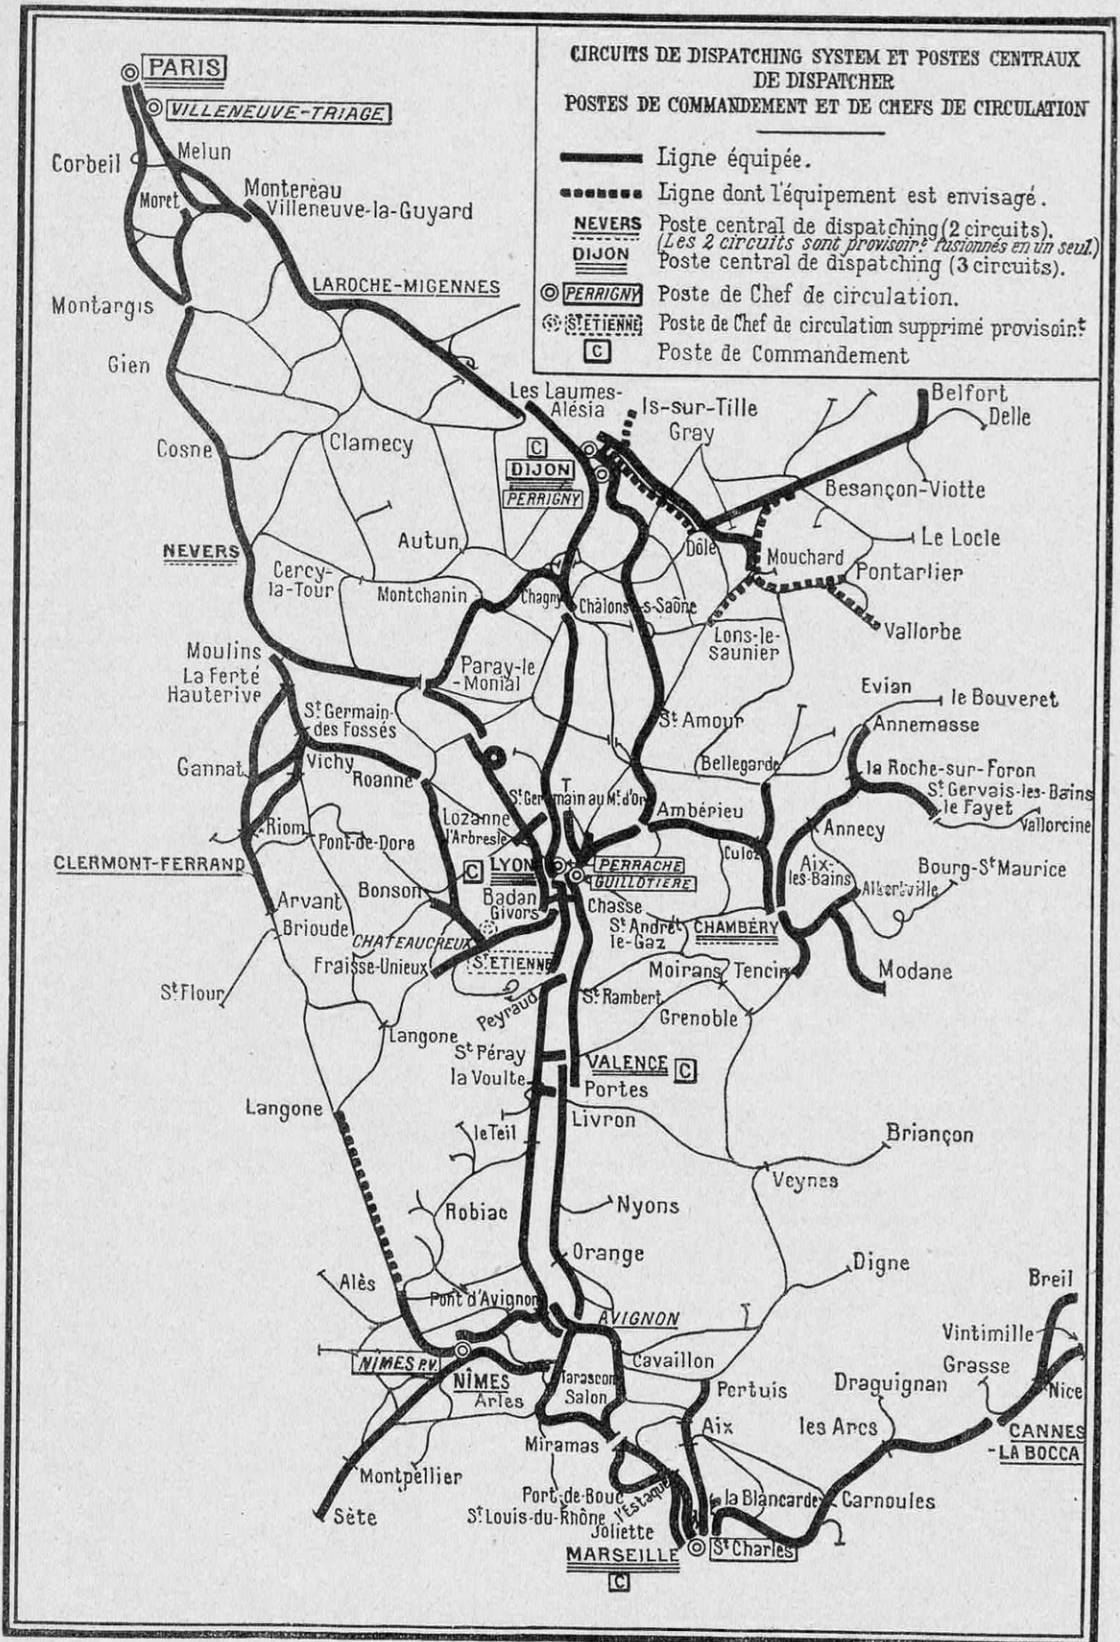 CIRCUITS DE DISPATCHING SYSTEM ET POSTES CENTRAUX
DE DISPATCHER
POSTES DE COMMANDEMENT ET DE CHEFS DE CIRCULATION
Ligne équipée.
Ligne dont l'équipement est envisagé.
NEVERS Poste central de dispatching (2 circuits).
(Les 2 circuits sont provisoirt fusionnés en un seul.)
DIJON Poste central de dispatching (3 circuits).
PERRIGNY Poste de Chef de circulation.
St ETIENNE Poste de Chef de circulation supprimé provisoirt
C Poste de Commandement
PARIS
VILLENEUVE-TRIAGE
Corbeil
Melun
Moret
Montereau
Villeneuve-la-Guyard
LAROCHE-MIGENNES
Montargis
Gien
Les Laumes-
Alésia
Is-sur-Tille
Gray
Belfort
Delle
Cosne
Clamecy
C
DIJON
PERRIGNY
Besançon-Viotte
Le Locle
NEVERS
Autun
Dôle
Mouchard
Pontarlier
Cercy-
la-Tour
Montchanin
Chagny
Châlons-s-Saône
Vallorbe
Lons-le-
Saunier
Moulins
La Ferté
Hauterive
Paray-le
-Monial
St Germain-
des Fossés
St Amour
Evian
le Bouveret
Annemasse
Gannat
Vichy
Roanne
Bellegarde
la Roche-sur-Foron
St Gervais-les-Bains
le Fayet
Vallorcine
St Germain au Mt d'Or
Ambérieu
Lozanne
l'Arbresle
Riom
Pont-de-Dore
Annecy
Culoz
Aix-
les-Bains
Albertville
Bourg-St Maurice
CLERMONT-FERRAND
C
LYON
PERRACHE
GUILLOTIERE
Bonson
Badan
Givors
Chasse
Arvant
Brioude
St André
le-Gaz
CHAMBÉRY
CHATEAUCREUX
Fraisse-Unieux
St ETIENNE
Moirans
Tencin
Modane
St Flour
Peyraud
St Rambert
Grenoble
Langone
St Péray
VALENCE
C
la Voulte
Portes
Langone
Livron
le Teil
Briançon
Veynes
Robiac
Nyons
Orange
Digne
Alès
Pont d'Avignon
AVIGNON
Breil
Vintimille
NÎMES P.V.
Cavaillon
Grasse
NÎMES
Arles
Tarascon
Salon
Pertuis
Draguignan
Nice
Aix
les Arcs
CANNES
-LA BOCCA
Miramas
Montpellier
Port-de-Bouc
l'Estaque
la Blancarde
Carnoules
Sète
St Louis-du-Rhône
Joliette
MARSEILLE
St Charles
C